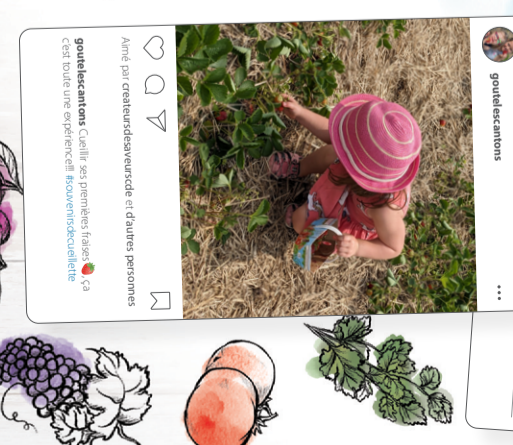 goutelescantons
Aimé par createursdesaveurscde et d'autres personnes
goutelescantons Cueillir ses premières fraises🍓, ça
c'est toute une expérience!!! #souvenirsdecueillette